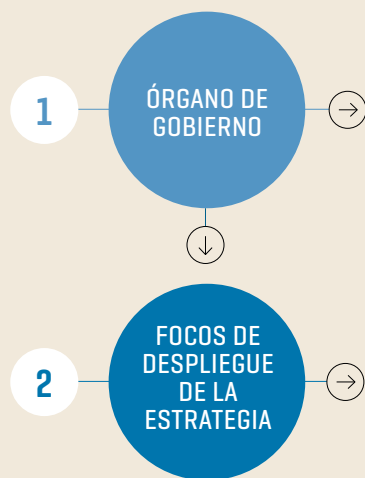 1
ÓRGANO DE
GOBIERNO
2
FOCOS DE
DESPLIEGUE
DE LA
ESTRATEGIA